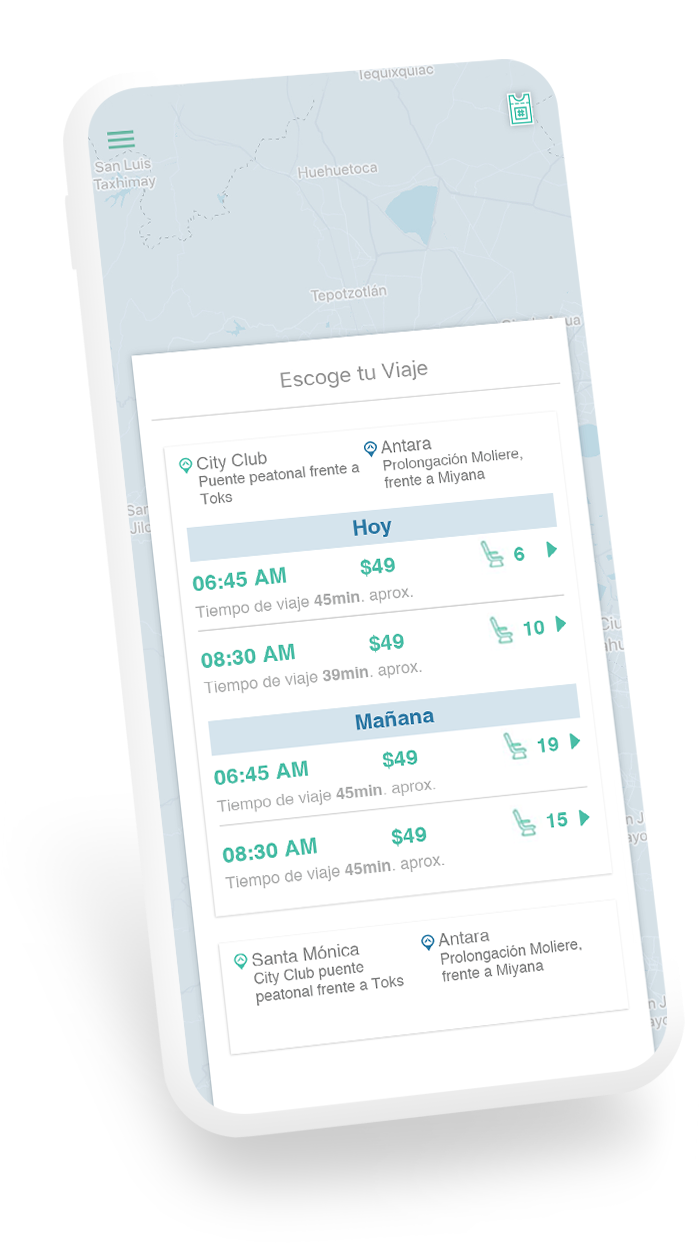 Tequixquiac
San Luis
Taxhimay
Huehuetoca
Tepotzotlán
Escoge tu Viaje
City Club
Puente peatonal frente a
Toks
Antara
Prolongación Moliere,
frente a Miyana
Hoy
06:45 AM $49 6
Tiempo de viaje 45min. aprox.
08:30 AM $49 10
Tiempo de viaje 39min. aprox.
Mañana
06:45 AM $49 19
Tiempo de viaje 45min. aprox.
08:30 AM $49 15
Tiempo de viaje 45min. aprox.
Santa Mónica
City Club puente
peatonal frente a Toks
Antara
Prolongación Moliere,
frente a Miyana